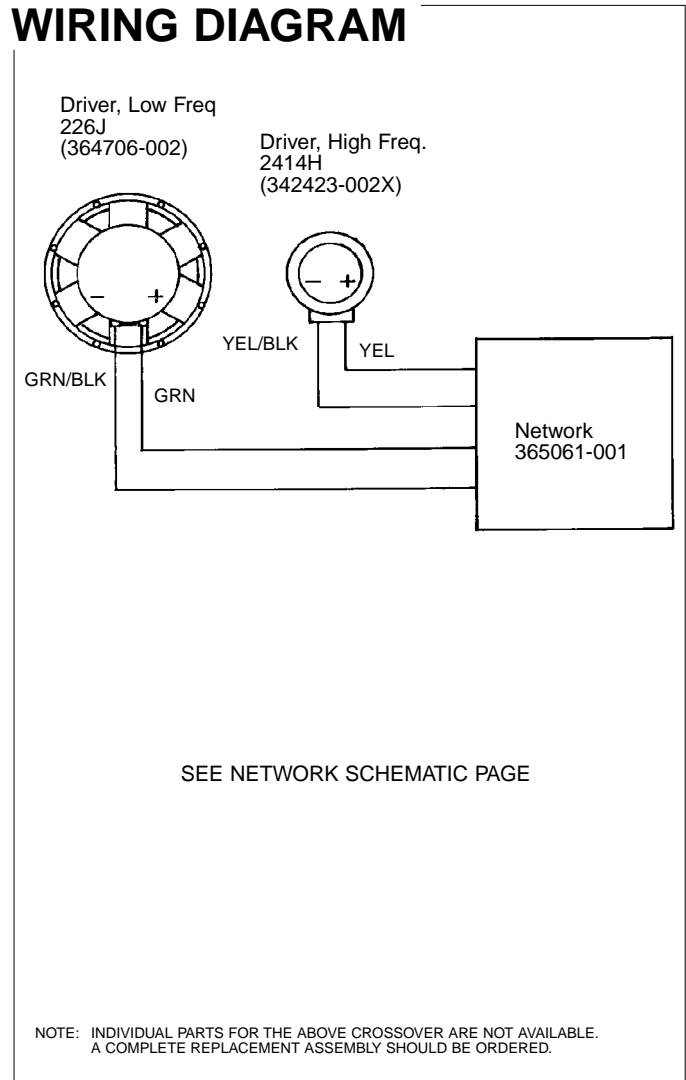 WIRING DIAGRAM
Driver, Low Freq
226J
(364706-002)
Driver, High Freq.
2414H
(342423-002X)
- +
- +
YEL/BLK
YEL
GRN/BLK
GRN
Network
365061-001
SEE NETWORK SCHEMATIC PAGE
NOTE: INDIVIDUAL PARTS FOR THE ABOVE CROSSOVER ARE NOT AVAILABLE.
A COMPLETE REPLACEMENT ASSEMBLY SHOULD BE ORDERED.